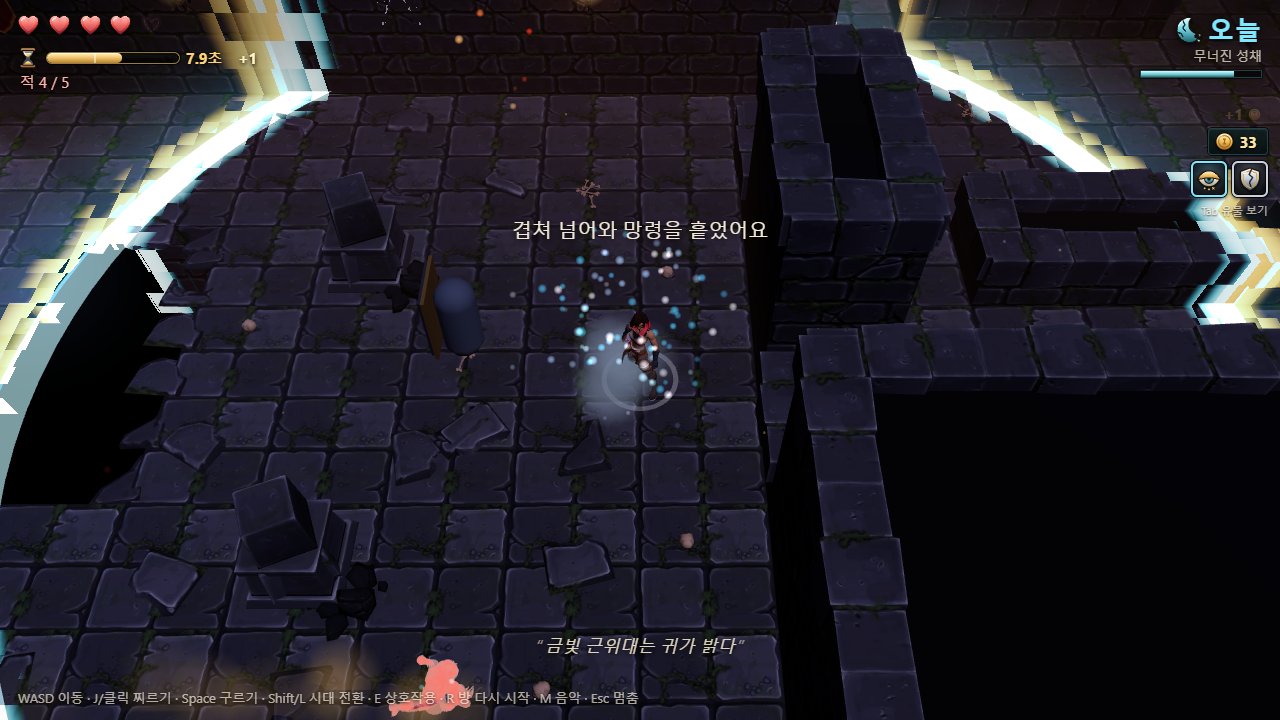 7.9초 +1
적 4 / 5
오늘
무너진 성채
+1
33
Tab 유물 보기
겹쳐 넘어와 망령을 흩었어요
“금빛 근위대는 귀가 밝다”
WASD 이동 · J/클릭 찌르기 · Space 구르기 · Shift/L 시대 전환 · E 상호작용 · R 방 다시 시작 · M 음악 · Esc 멈춤